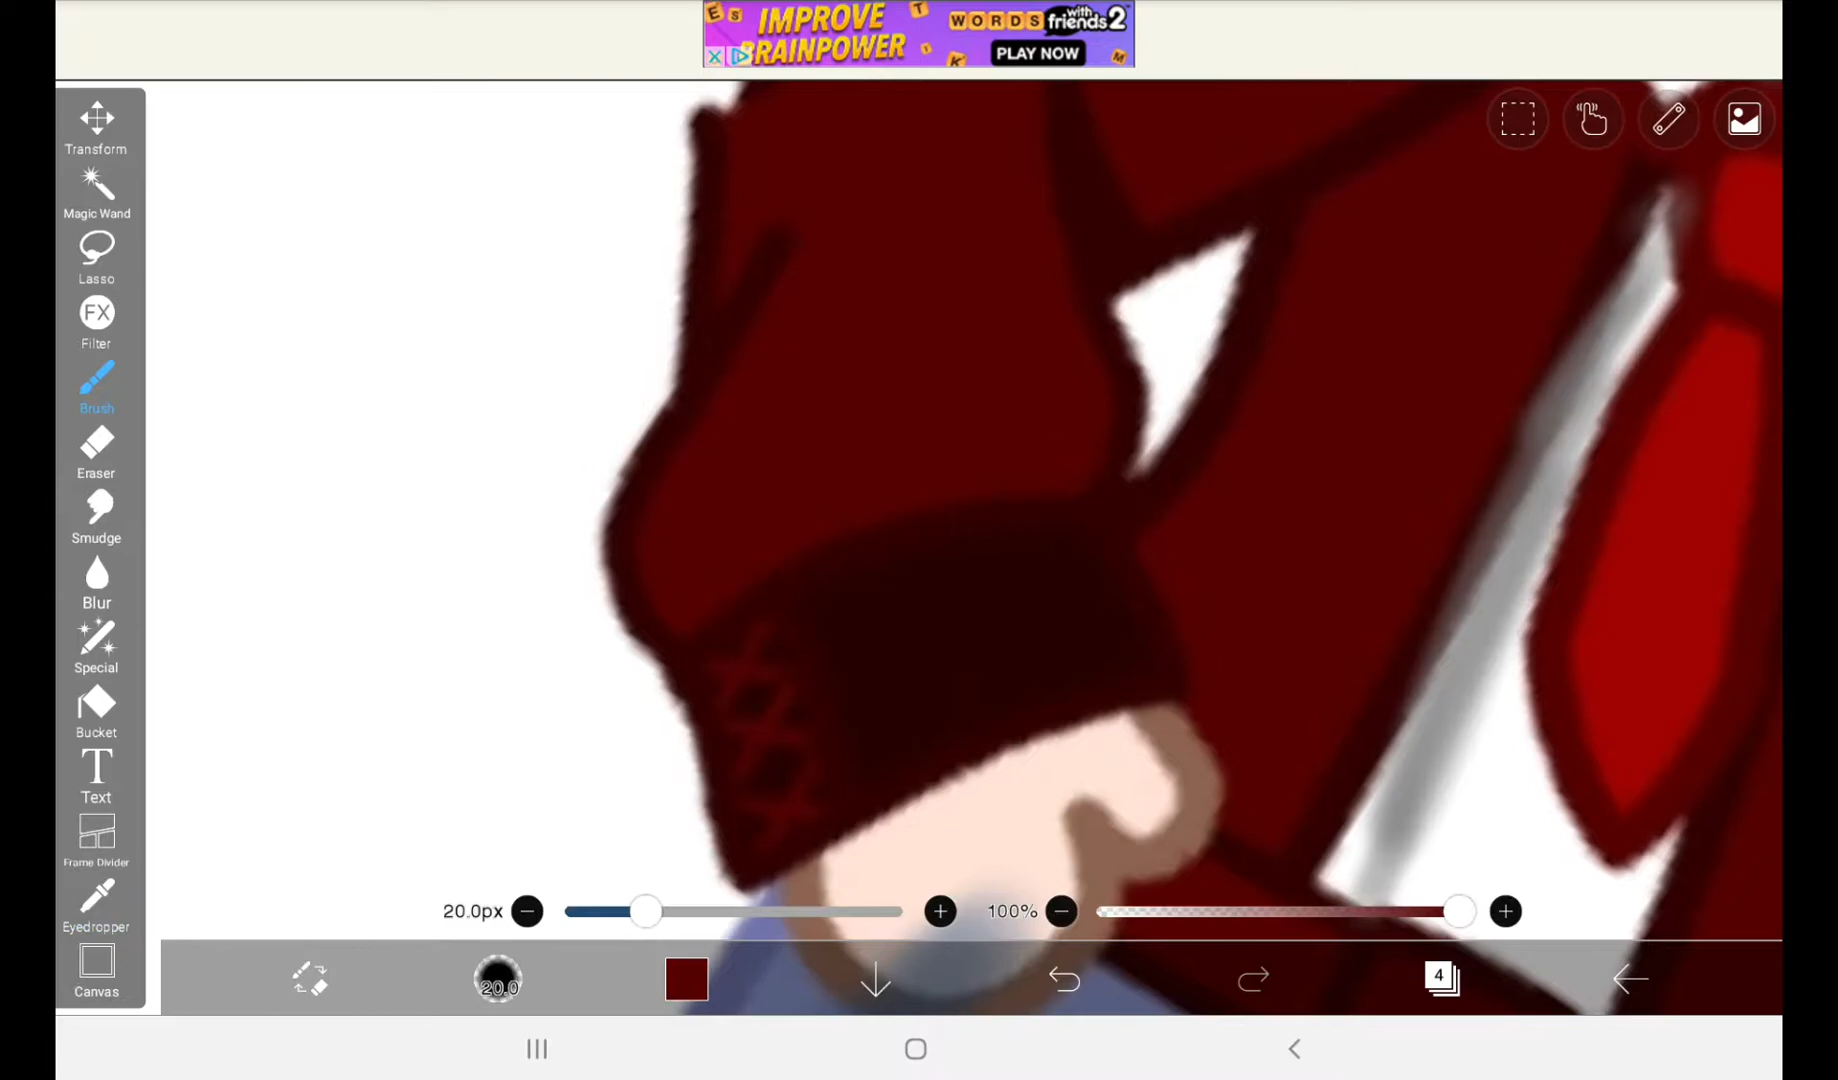 IMPROVE
BRAINPOWER
WORDS with friends 2
PLAY NOW
Transform
Magic Wand
Lasso
FX
Filter
Brush
Eraser
Smudge
Blur
Special
Bucket
T
Text
Frame Divider
Eyedropper
Canvas
20.0px
100%
20.0
4